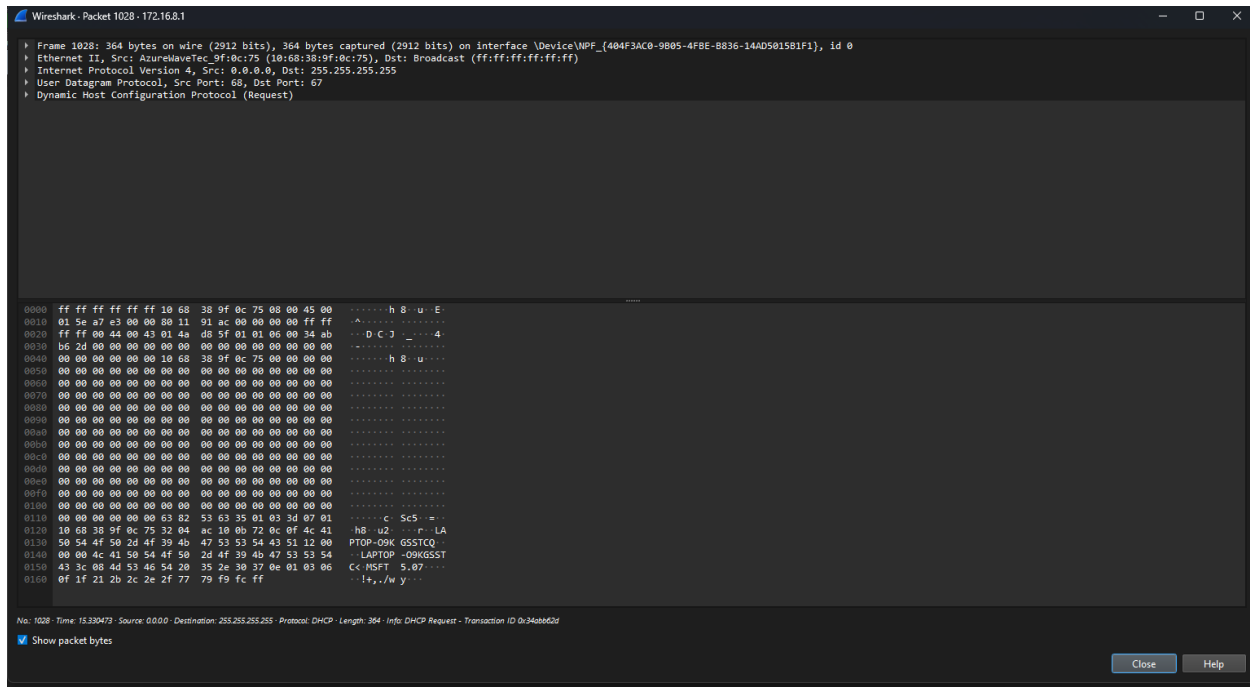 Wireshark · Packet 1028 · 172.16.8.1
Frame 1028: 364 bytes on wire (2912 bits), 364 bytes captured (2912 bits) on interface \Device\NPF_{404F3AC0-9B05-4FBE-B836-14AD5015B1F1}, id 0
Ethernet II, Src: AzureWaveTec_9f:0c:75 (10:68:38:9f:0c:75), Dst: Broadcast (ff:ff:ff:ff:ff:ff)
Internet Protocol Version 4, Src: 0.0.0.0, Dst: 255.255.255.255
User Datagram Protocol, Src Port: 68, Dst Port: 67
Dynamic Host Configuration Protocol (Request)
0000 ff ff ff ff ff ff 10 68 38 9f 0c 75 08 00 45 00 ·······h 8··u··E·
0010 01 5e a7 e3 00 00 80 11 91 ac 00 00 00 00 ff ff ·^······ ········
0020 ff ff 00 44 00 43 01 4a d8 5f 01 01 06 00 34 ab ···D·C·J ·_····4·
0030 b6 2d 00 00 00 00 00 00 00 00 00 00 00 00 00 00 ·-······ ········
0040 00 00 00 00 00 00 10 68 38 9f 0c 75 00 00 00 00 ·······h 8··u····
0050 00 00 00 00 00 00 00 00 00 00 00 00 00 00 00 00 ········ ········
0060 00 00 00 00 00 00 00 00 00 00 00 00 00 00 00 00 ········ ········
0070 00 00 00 00 00 00 00 00 00 00 00 00 00 00 00 00 ········ ········
0080 00 00 00 00 00 00 00 00 00 00 00 00 00 00 00 00 ········ ········
0090 00 00 00 00 00 00 00 00 00 00 00 00 00 00 00 00 ········ ········
00a0 00 00 00 00 00 00 00 00 00 00 00 00 00 00 00 00 ········ ········
00b0 00 00 00 00 00 00 00 00 00 00 00 00 00 00 00 00 ········ ········
00c0 00 00 00 00 00 00 00 00 00 00 00 00 00 00 00 00 ········ ········
00d0 00 00 00 00 00 00 00 00 00 00 00 00 00 00 00 00 ········ ········
00e0 00 00 00 00 00 00 00 00 00 00 00 00 00 00 00 00 ········ ········
00f0 00 00 00 00 00 00 00 00 00 00 00 00 00 00 00 00 ········ ········
0100 00 00 00 00 00 00 00 00 00 00 00 00 00 00 00 00 ········ ········
0110 00 00 00 00 00 00 63 82 53 63 35 01 03 3d 07 01 ······c· Sc5··=··
0120 10 68 38 9f 0c 75 32 04 ac 10 0b 72 0c 0f 4c 41 ·h8··u2· ···r··LA
0130 50 54 4f 50 2d 4f 39 4b 47 53 53 54 43 51 12 00 PTOP-O9K GSSTCQ··
0140 00 00 4c 41 50 54 4f 50 2d 4f 39 4b 47 53 53 54 ··LAPTOP -O9KGSST
0150 43 3c 08 4d 53 46 54 20 35 2e 30 37 0e 01 03 06 C<·MSFT 5.07····
0160 0f 1f 21 2b 2c 2e 2f 77 79 f9 fc ff ··!+,./w y···
No.: 1028 · Time: 15.330473 · Source: 0.0.0.0 · Destination: 255.255.255.255 · Protocol: DHCP · Length: 364 · Info: DHCP Request - Transaction ID 0x34abb62d
Show packet bytes
Close
Help